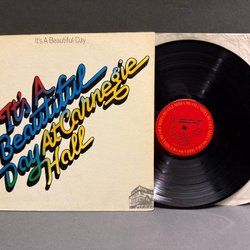 It's A Beautiful Day
It's A
Beautiful
Day At Carnegie
Hall